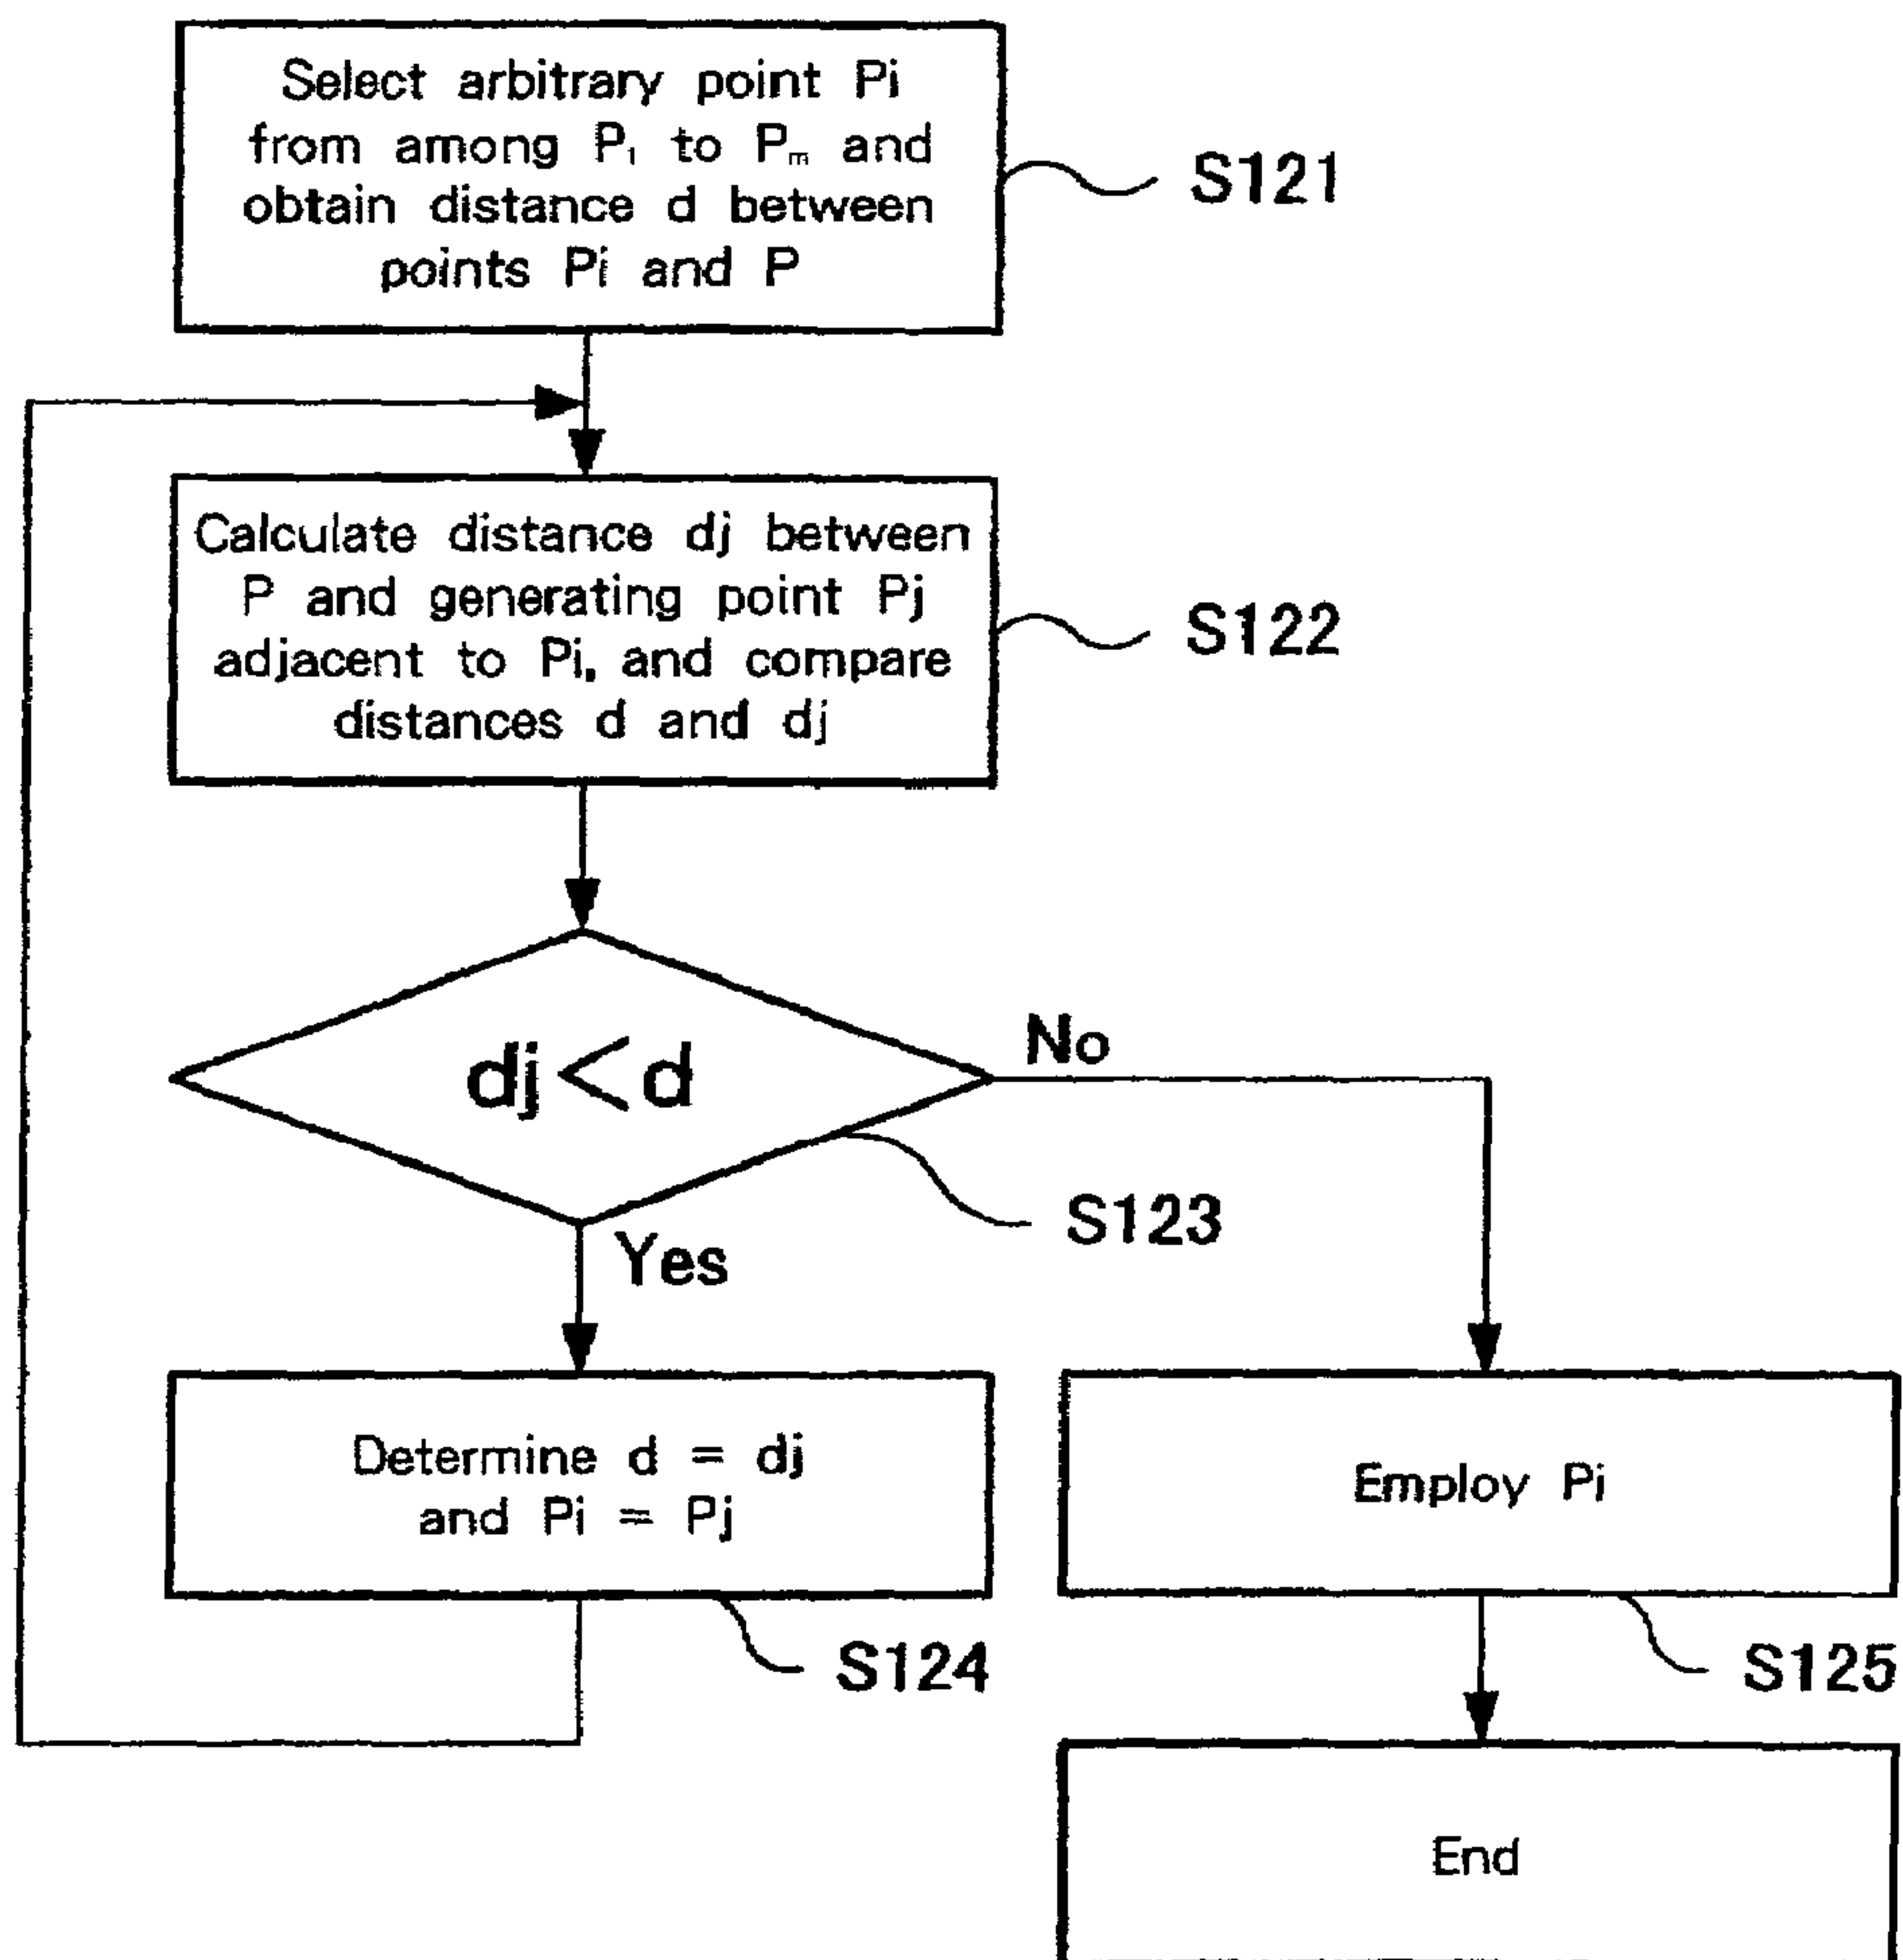 Select arbitrary point Pi
from among P₁ to Pₘ and
obtain distance d between
points Pi and P
S121
Calculate distance dj between
P and generating point Pj
adjacent to Pi, and compare
distances d and dj
S122
dj<d
No
S123
Yes
Determine d = dj
and Pi = Pj
S124
Employ Pi
S125
End